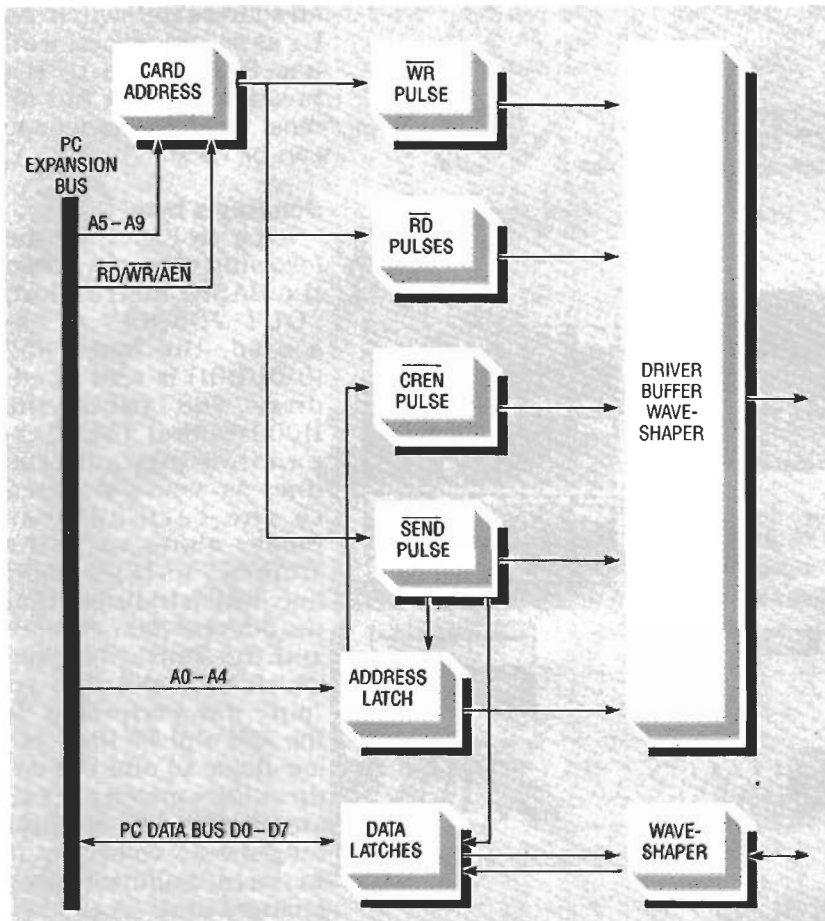 CARD
ADDRESS
WR
PULSE
PC
EXPANSION
BUS
A5–A9
RD/WR/AEN
RD
PULSES
CREN
PULSE
DRIVER
BUFFER
WAVE-
SHAPER
SEND
PULSE
A0–A4
ADDRESS
LATCH
PC DATA BUS D0–D7
DATA
LATCHES
WAVE-
SHAPER